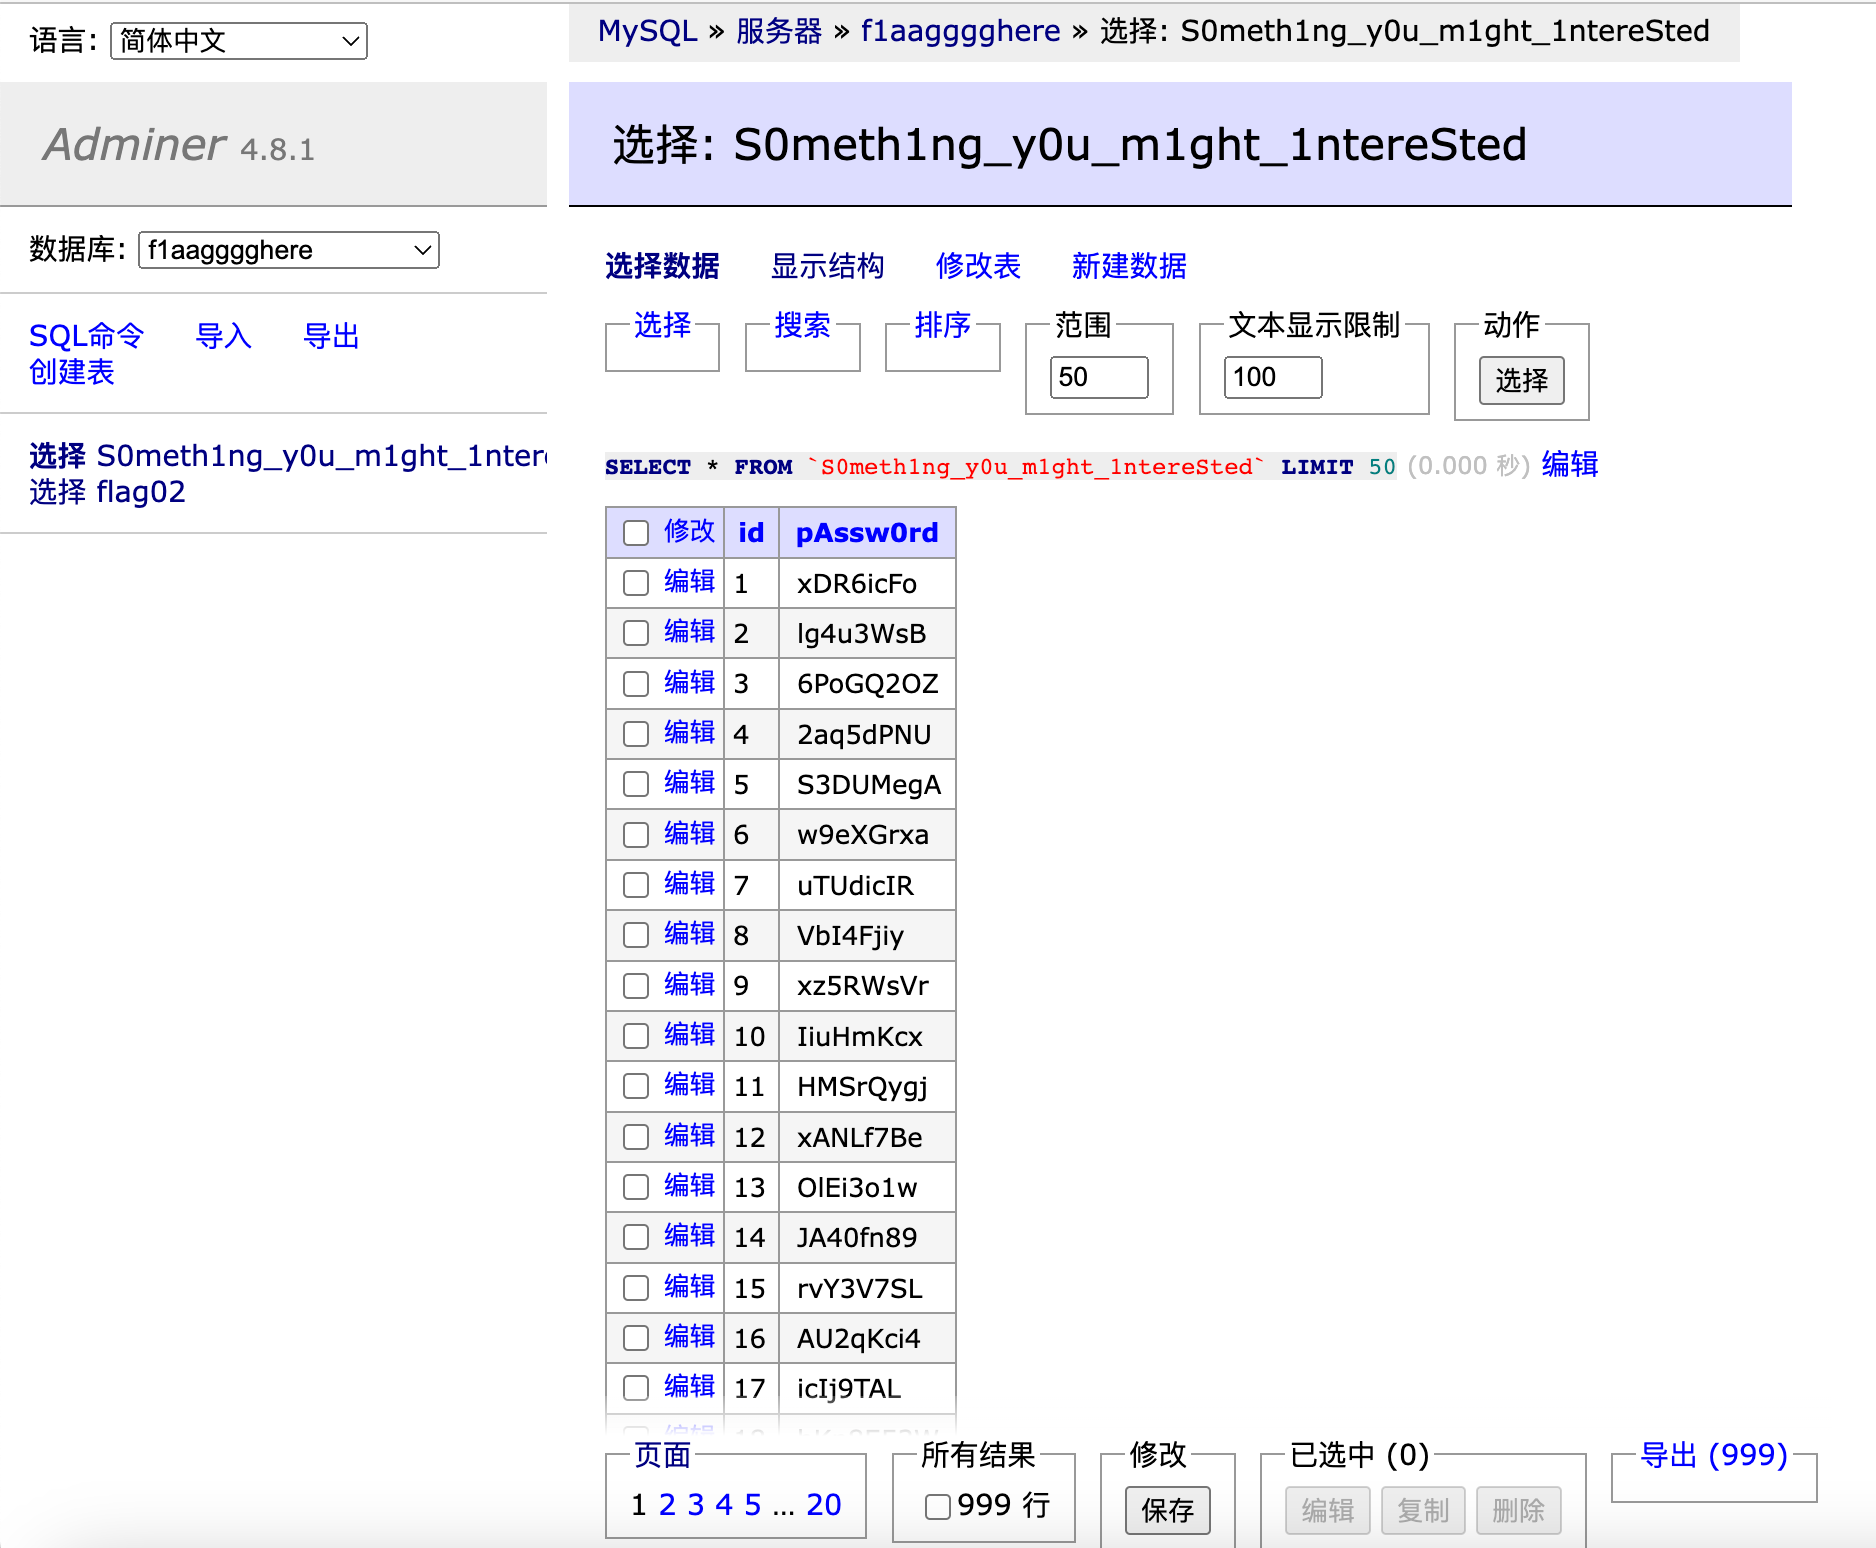 语言: 简体中文
MySQL » 服务器 » f1aagggghere » 选择: S0meth1ng_y0u_m1ght_1ntereSted
Adminer 4.8.1
选择: S0meth1ng_y0u_m1ght_1ntereSted
数据库: f1aagggghere
SQL命令 导入 导出
创建表
选择 S0meth1ng_y0u_m1ght_1ntere
选择 flag02
选择数据 显示结构 修改表 新建数据
选择 搜索 排序 范围 文本显示限制 动作
50 100 选择
SELECT * FROM `S0meth1ng_y0u_m1ght_1ntereSted` LIMIT 50 (0.000 秒) 编辑
修改 id pAssw0rd
编辑 1 xDR6icFo
编辑 2 lg4u3WsB
编辑 3 6PoGQ2OZ
编辑 4 2aq5dPNU
编辑 5 S3DUMegA
编辑 6 w9eXGrxa
编辑 7 uTUdicIR
编辑 8 VbI4Fjiy
编辑 9 xz5RWsVr
编辑 10 IiuHmKcx
编辑 11 HMSrQygj
编辑 12 xANLf7Be
编辑 13 OlEi3o1w
编辑 14 JA40fn89
编辑 15 rvY3V7SL
编辑 16 AU2qKci4
编辑 17 icIj9TAL
页面 所有结果 修改 已选中 (0) 导出 (999)
1 2 3 4 5 ... 20 999 行 保存 编辑 复制 删除